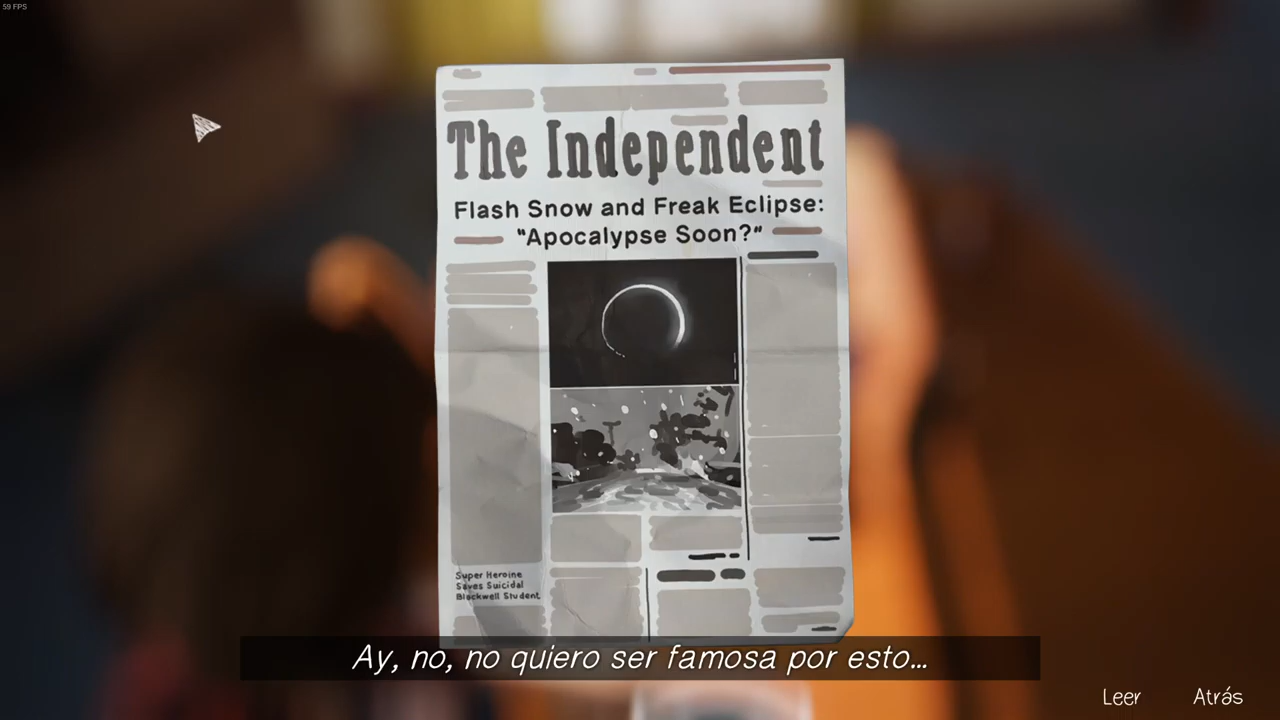 59 FPS
The Independent
Flash Snow and Freak Eclipse:
"Apocalypse Soon?"
Super Heroine
Saves Suicidal
Blackwell Student
Ay, no, no quiero ser famosa por esto...
Leer Atrás